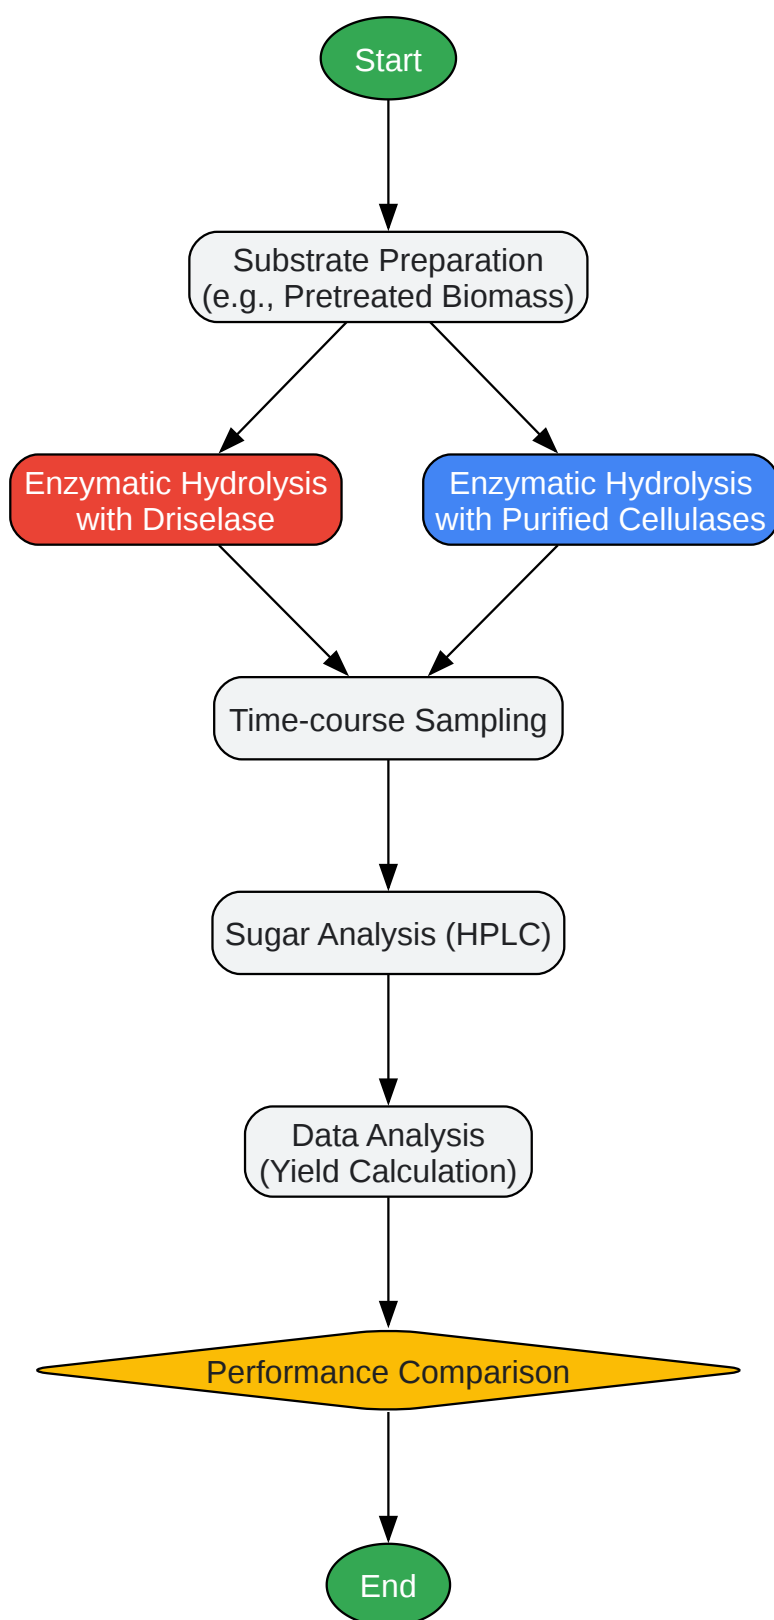 Start
Substrate Preparation
(e.g., Pretreated Biomass)
Enzymatic Hydrolysis
with Driselase
Enzymatic Hydrolysis
with Purified Cellulases
Time-course Sampling
Sugar Analysis (HPLC)
Data Analysis
(Yield Calculation)
Performance Comparison
End